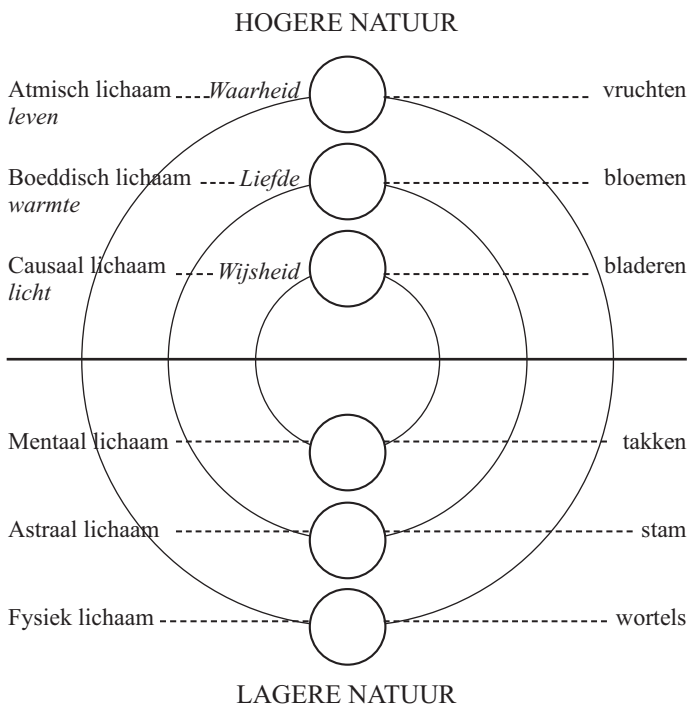 HOGERE NATUUR
Atmisch lichaam Waarheid vruchten
leven
Boeddisch lichaam Liefde bloemen
warmte
Causaal lichaam Wijsheid bladeren
licht
Mentaal lichaam takken
Astraal lichaam stam
Fysiek lichaam wortels
LAGERE NATUUR